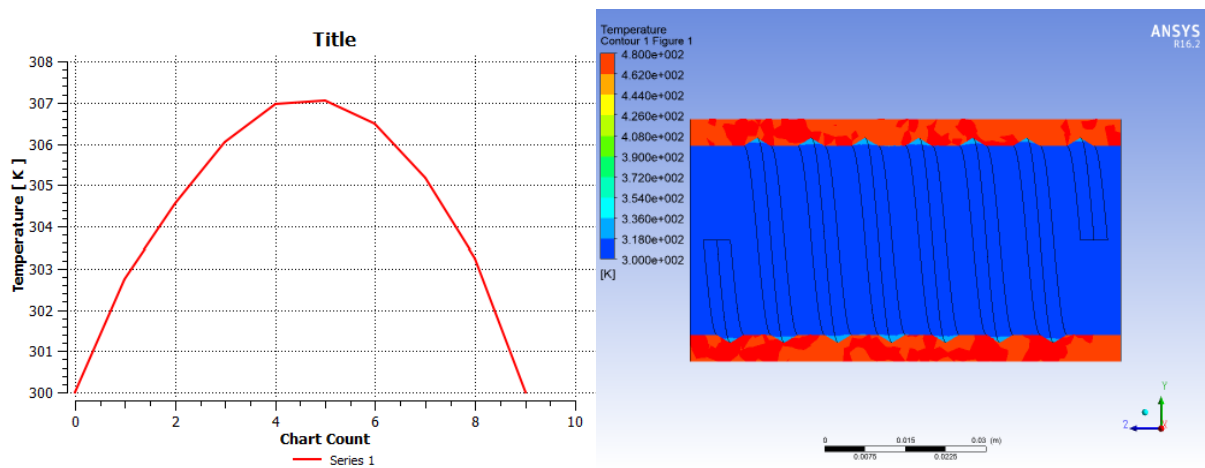 Title
Temperature [ K ]
308
307
306
305
304
303
302
301
300
0
2
4
6
8
10
Chart Count
Series 1
Temperature
Contour 1 Figure 1
4.800e+002
4.620e+002
4.440e+002
4.260e+002
4.080e+002
3.900e+002
3.720e+002
3.540e+002
3.360e+002
3.180e+002
3.000e+002
[K]
ANSYS
R16.2
0
0.015
0.03 (m)
0.0075
0.0225
Y
Z
X